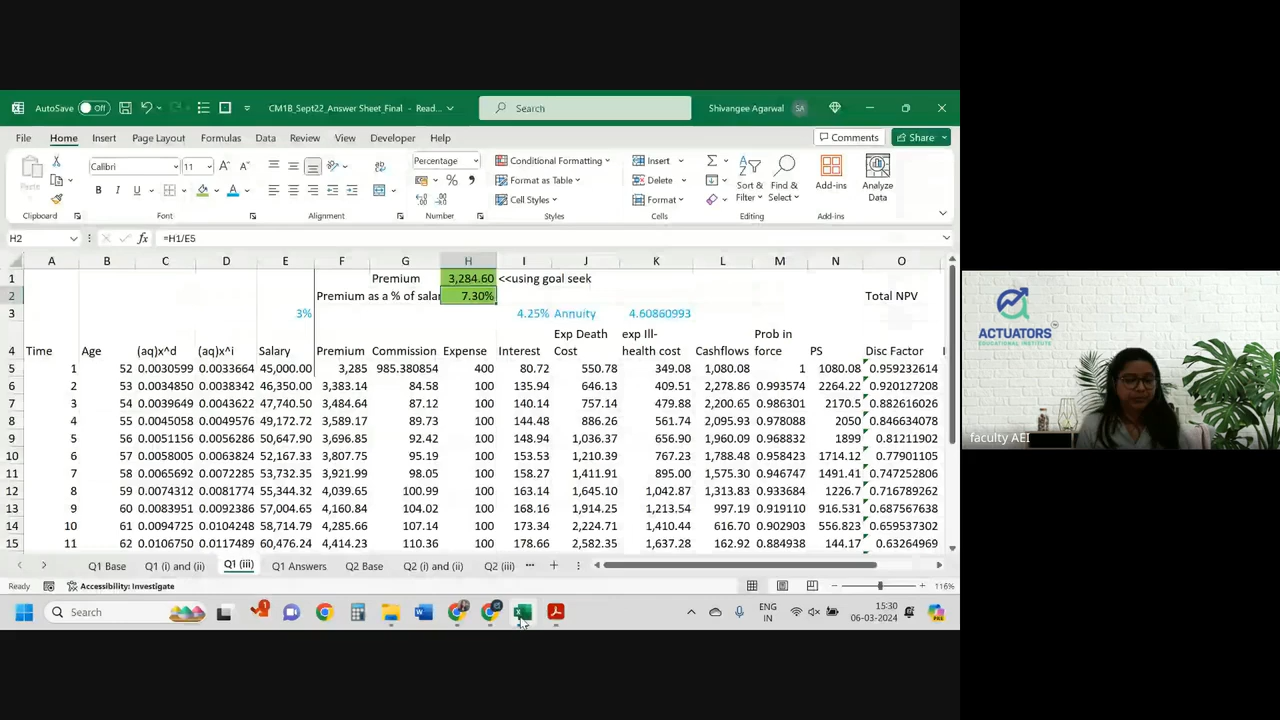 AutoSave Off CM1B_Sept22_Answer Sheet_Final - Read... Search Shivangee Agarwal SA
File Home Insert Page Layout Formulas Data Review View Developer Help Comments Share
Paste Calibri 11 Percentage Conditional Formatting Insert
B I U Format as Table Delete Sort & Filter Find & Select Add-ins Analyze Data
Cell Styles Format
Clipboard Font Alignment Number Styles Cells Editing Add-ins
H2 fx =H1/E5
A B C D E F G H I J K L M N O
1 Premium 3,284.60 <<using goal seek
2 Premium as a % of salar 7.30% Total NPV
3 3% 4.25% Annuity 4.60860993
4 Time Age (aq)x^d (aq)x^i Salary Premium Commission Expense Interest Exp Death Cost exp Ill-health cost Cashflows Prob in force PS Disc Factor
5 1 52 0.0030599 0.0033664 45,000.00 3,285 985.380854 400 80.72 550.78 349.08 1,080.08 1 1080.08 0.959232614
6 2 53 0.0034850 0.0038342 46,350.00 3,383.14 84.58 100 135.94 646.13 409.51 2,278.86 0.993574 2264.22 0.920127208
7 3 54 0.0039649 0.0043622 47,740.50 3,484.64 87.12 100 140.14 757.14 479.88 2,200.65 0.986301 2170.5 0.882616026
8 4 55 0.0045058 0.0049576 49,172.72 3,589.17 89.73 100 144.48 886.26 561.74 2,095.93 0.978088 2050 0.846634078
9 5 56 0.0051156 0.0056286 50,647.90 3,696.85 92.42 100 148.94 1,036.37 656.90 1,960.09 0.968832 1899 0.81211902
10 6 57 0.0058005 0.0063824 52,167.33 3,807.75 95.19 100 153.53 1,210.39 767.23 1,788.48 0.958423 1714.12 0.77901105
11 7 58 0.0065692 0.0072285 53,732.35 3,921.99 98.05 100 158.27 1,411.91 895.00 1,575.30 0.946747 1491.41 0.747252806
12 8 59 0.0074312 0.0081774 55,344.32 4,039.65 100.99 100 163.14 1,645.10 1,042.87 1,313.83 0.933684 1226.7 0.716789262
13 9 60 0.0083951 0.0092386 57,004.65 4,160.84 104.02 100 168.16 1,914.25 1,213.54 997.19 0.919110 916.531 0.687567638
14 10 61 0.0094725 0.0104248 58,714.79 4,285.66 107.14 100 173.34 2,224.71 1,410.44 616.70 0.902903 556.823 0.659537302
15 11 62 0.0106750 0.0117489 60,476.24 4,414.23 110.36 100 178.66 2,582.35 1,637.28 162.92 0.884938 144.17 0.63264969
Q1 Base Q1 (i) and (ii) Q1 (iii) Q1 Answers Q2 Base Q2 (i) and (ii) Q2 (iii) ...
Ready Accessibility: Investigate 116%
Search ENG IN 15:30 06-03-2024
ACTUATORS
EDUCATIONAL INSTITUTE
faculty AEI